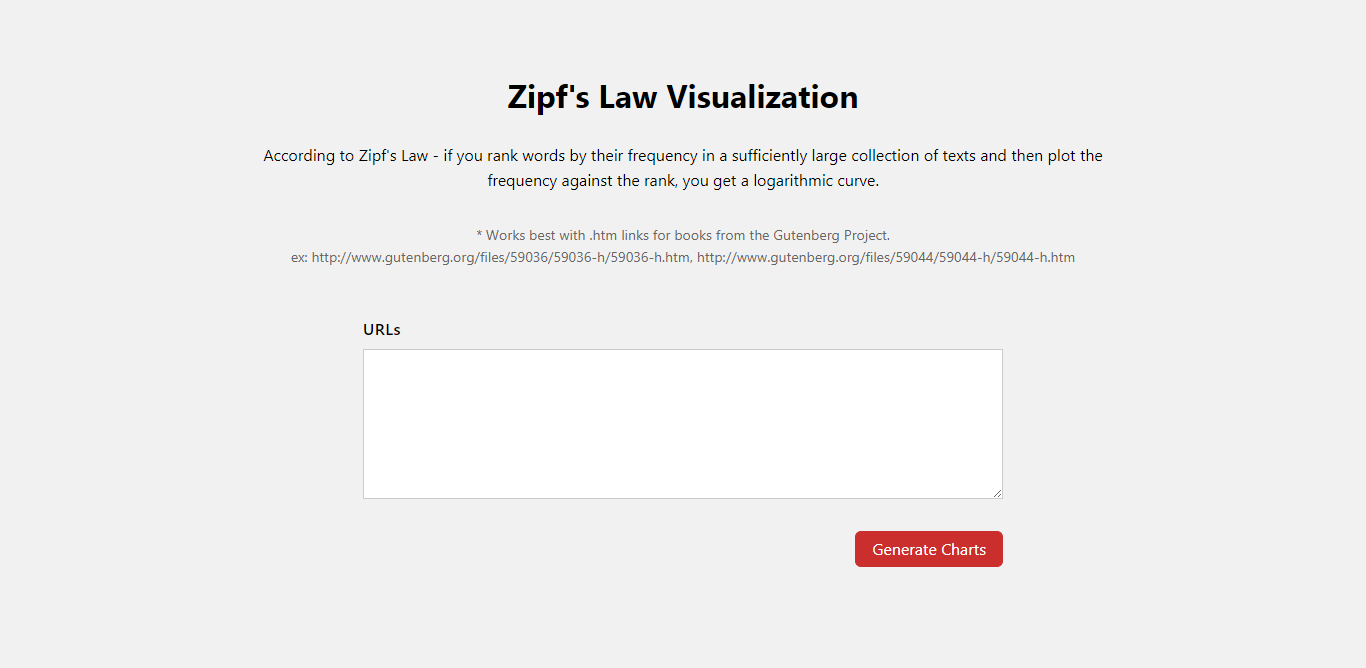 Zipf's Law Visualization
According to Zipf's Law - if you rank words by their frequency in a sufficiently large collection of texts and then plot the
frequency against the rank, you get a logarithmic curve.
* Works best with .htm links for books from the Gutenberg Project.
ex: http://www.gutenberg.org/files/59036/59036-h/59036-h.htm, http://www.gutenberg.org/files/59044/59044-h/59044-h.htm
URLs
Generate Charts